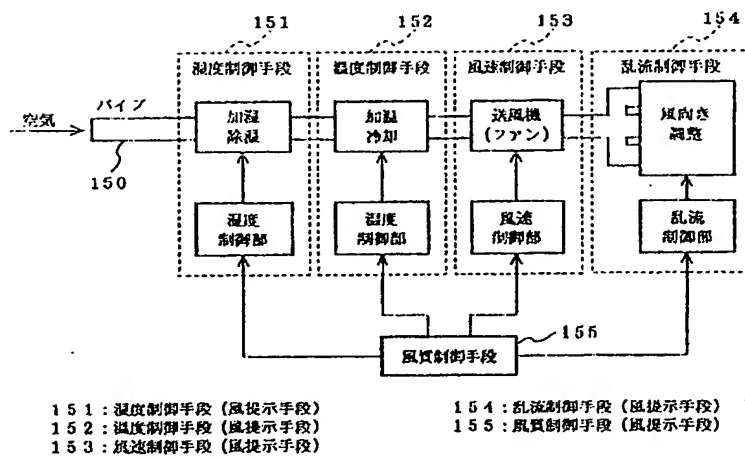 151
152
153
154
湿度制御手段
温度制御手段
風速制御手段
乱流制御手段
空気
パイプ
150
加湿
除湿
加温
冷却
送風機
(ファン)
風向き
調整
湿度
制御部
温度
制御部
風速
制御部
乱流
制御部
風質制御手段
155
151:湿度制御手段(風提示手段)
152:温度制御手段(風提示手段)
153:風速制御手段(風提示手段)
154:乱流制御手段(風提示手段)
155:風質制御手段(風提示手段)